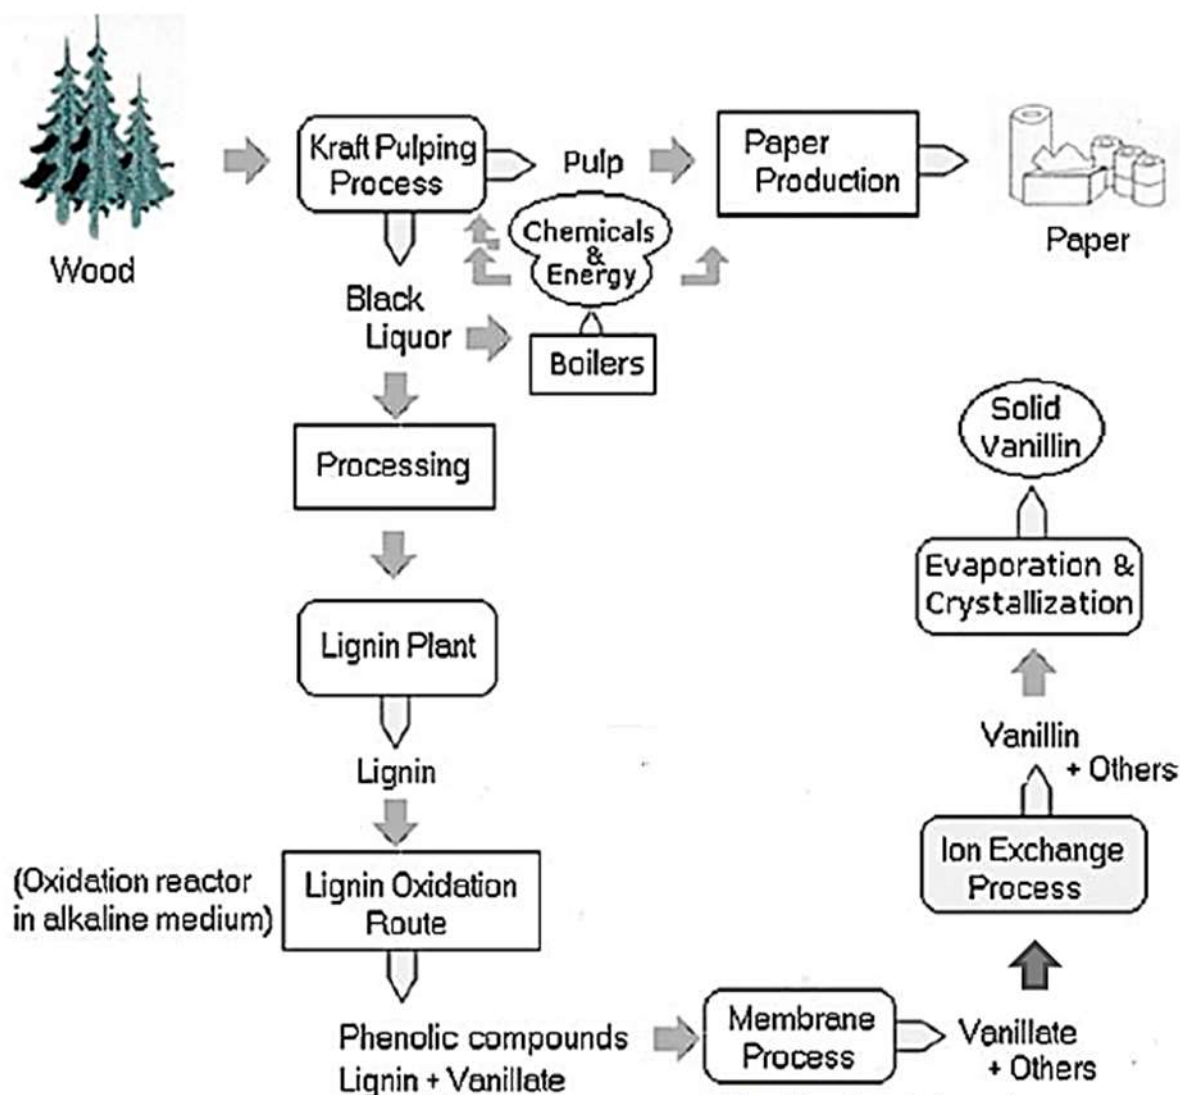 Wood
Kraft Pulping
Process
Pulp
Paper
Production
Paper
Chemicals
&
Energy
Black
Liquor
Boilers
Processing
Lignin Plant
Lignin
(Oxidation reactor
in alkaline medium)
Lignin Oxidation
Route
Phenolic compounds
Lignin + Vanillate
Membrane
Process
Vanillate
+ Others
Ion Exchange
Process
Vanillin
+ Others
Evaporation &
Crystallization
Solid
Vanillin